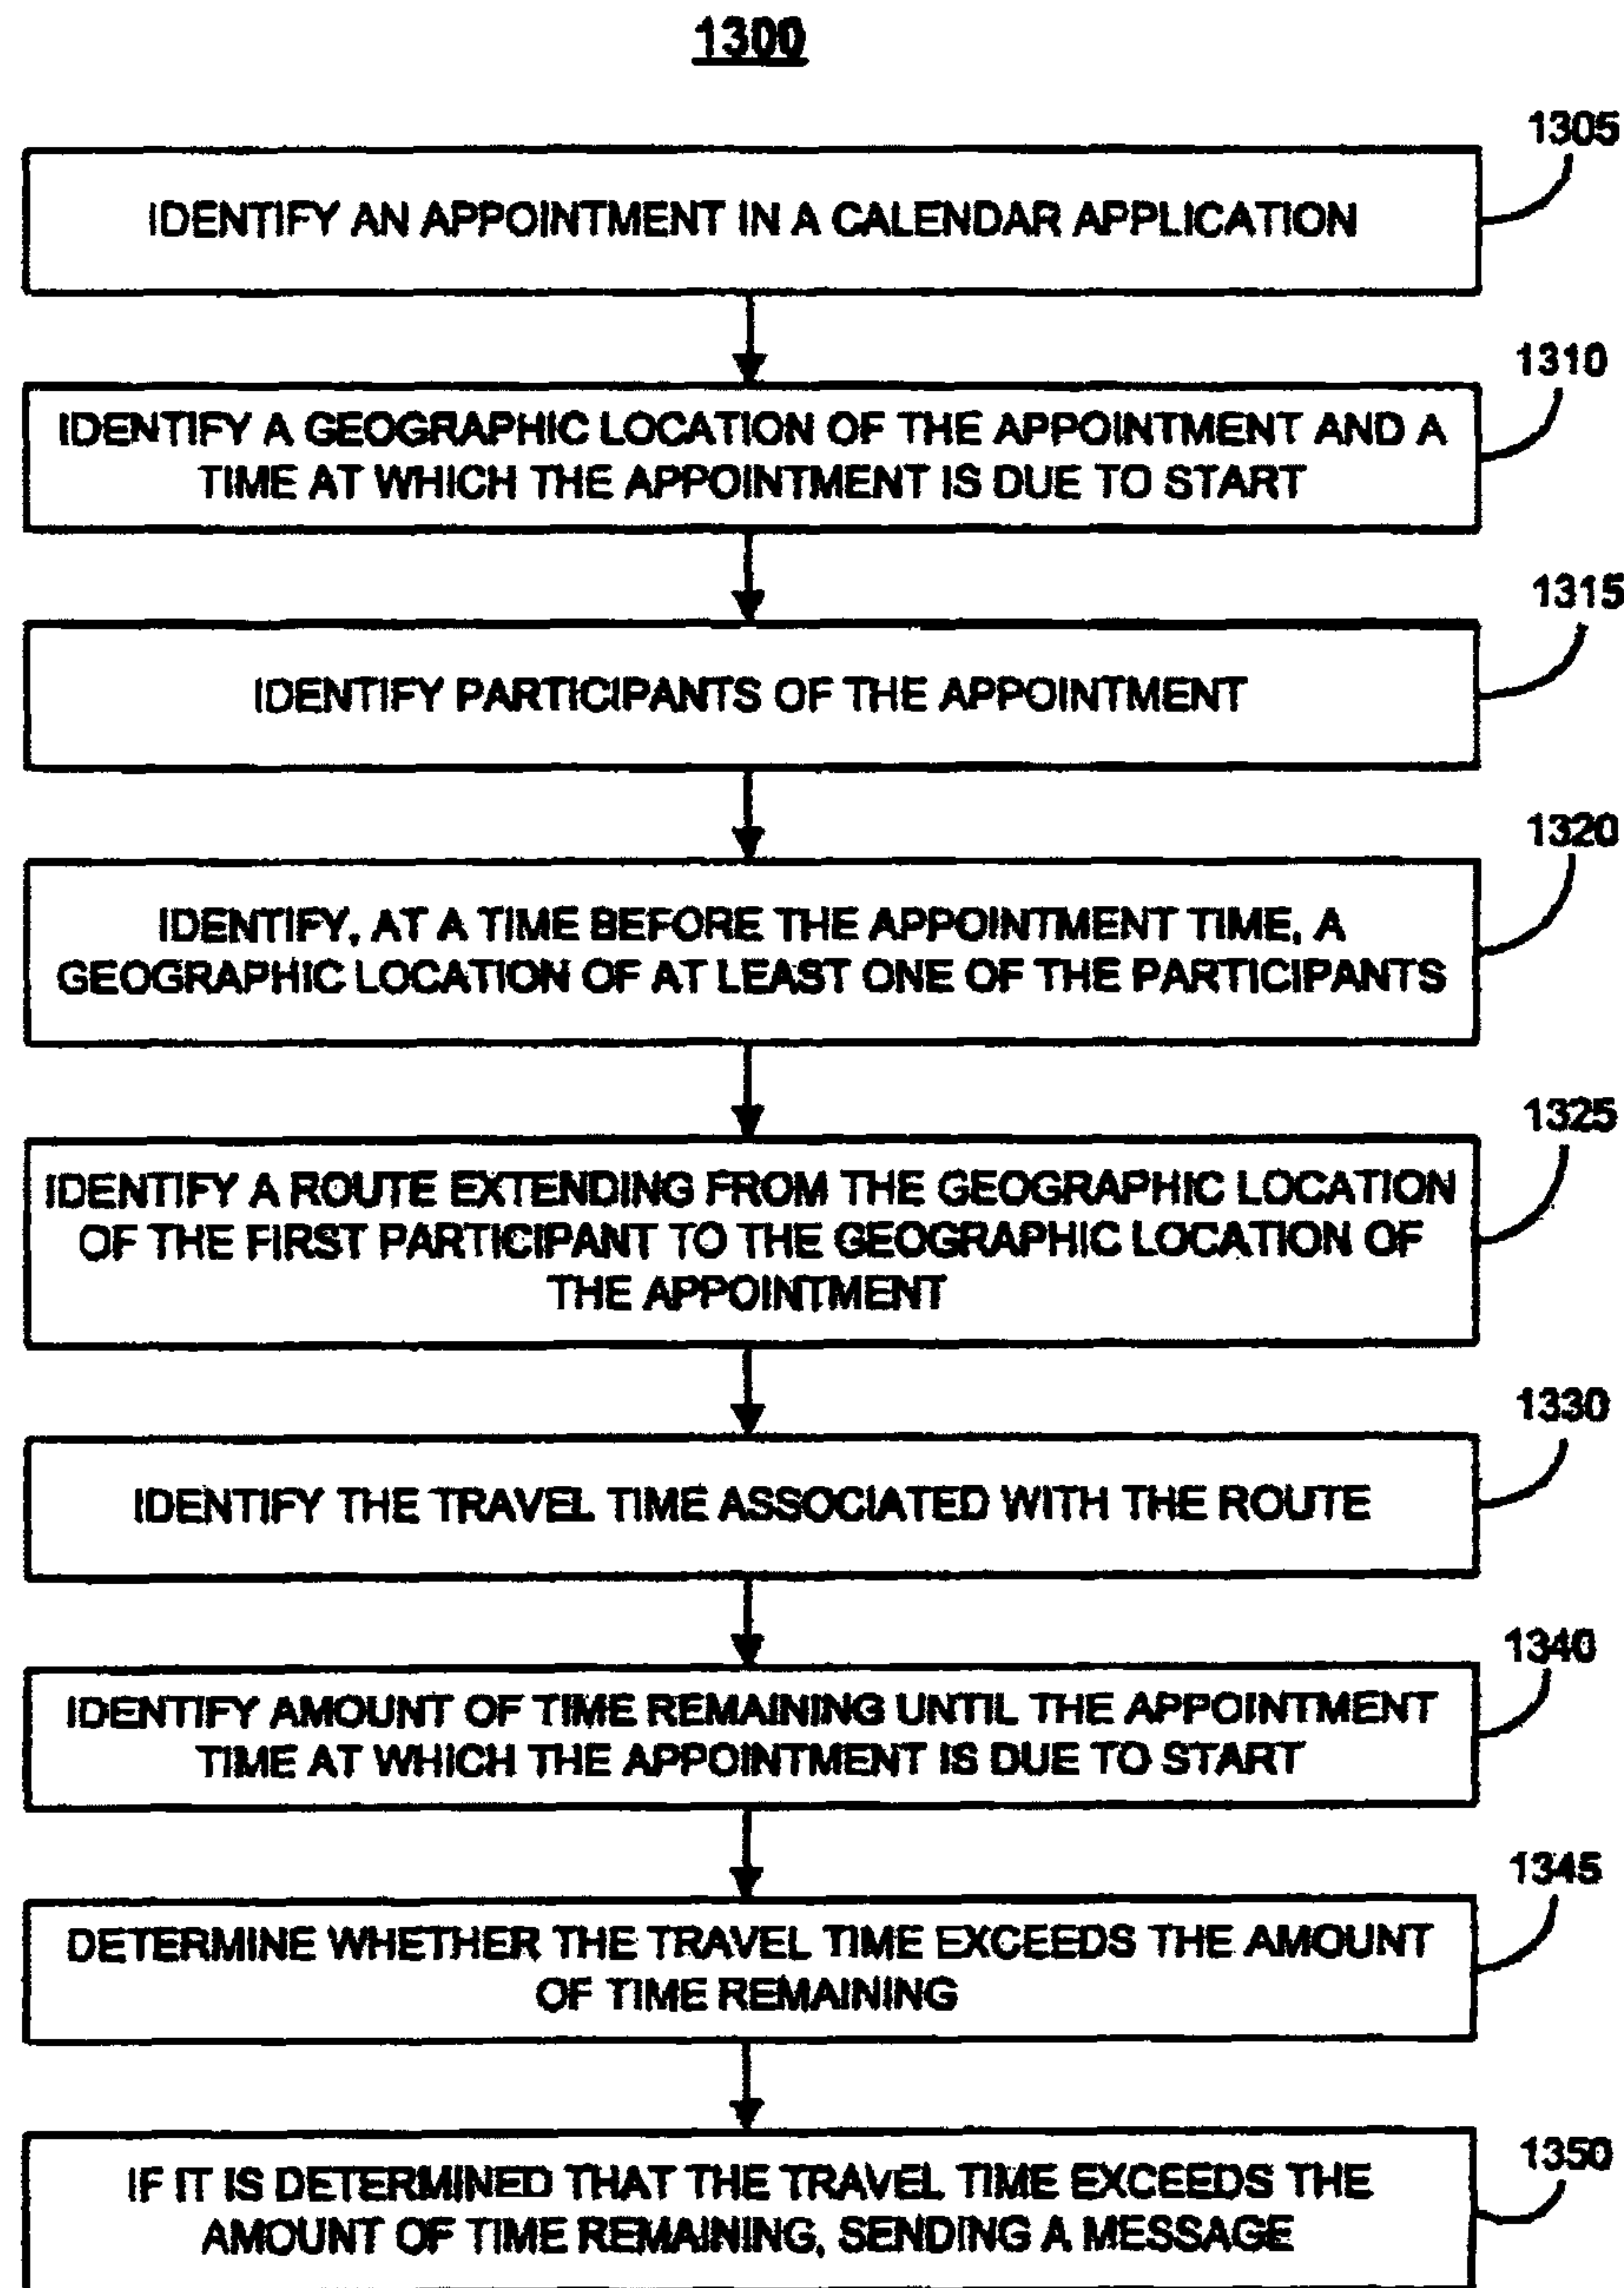 1300
1305
IDENTIFY AN APPOINTMENT IN A CALENDAR APPLICATION
1310
IDENTIFY A GEOGRAPHIC LOCATION OF THE APPOINTMENT AND A
TIME AT WHICH THE APPOINTMENT IS DUE TO START
1315
IDENTIFY PARTICIPANTS OF THE APPOINTMENT
1320
IDENTIFY, AT A TIME BEFORE THE APPOINTMENT TIME, A
GEOGRAPHIC LOCATION OF AT LEAST ONE OF THE PARTICIPANTS
1325
IDENTIFY A ROUTE EXTENDING FROM THE GEOGRAPHIC LOCATION
OF THE FIRST PARTICIPANT TO THE GEOGRAPHIC LOCATION OF
THE APPOINTMENT
1330
IDENTIFY THE TRAVEL TIME ASSOCIATED WITH THE ROUTE
1340
IDENTIFY AMOUNT OF TIME REMAINING UNTIL THE APPOINTMENT
TIME AT WHICH THE APPOINTMENT IS DUE TO START
1345
DETERMINE WHETHER THE TRAVEL TIME EXCEEDS THE AMOUNT
OF TIME REMAINING
1350
IF IT IS DETERMINED THAT THE TRAVEL TIME EXCEEDS THE
AMOUNT OF TIME REMAINING, SENDING A MESSAGE